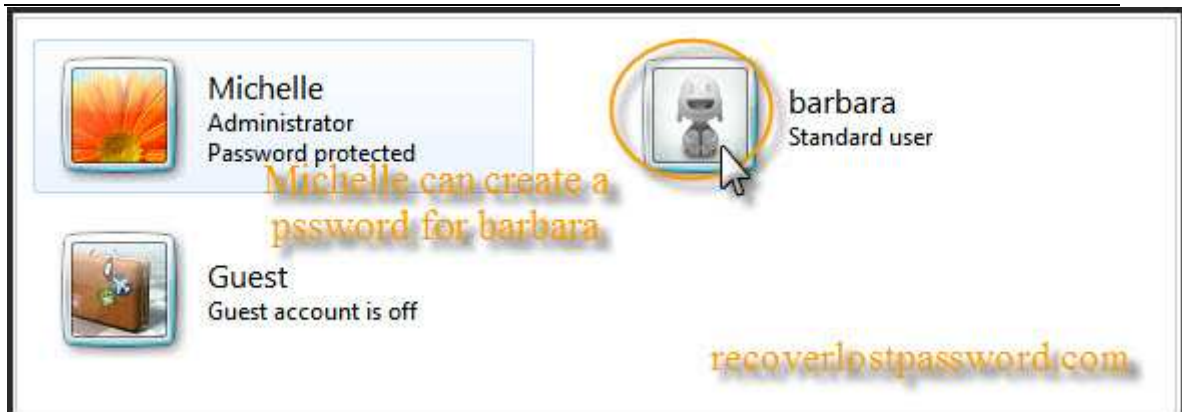 Michelle
Administrator
Password protected
barbara
Standard user
Michelle can create a
pssword for barbara
Guest
Guest account is off
recoverlostpassword.com